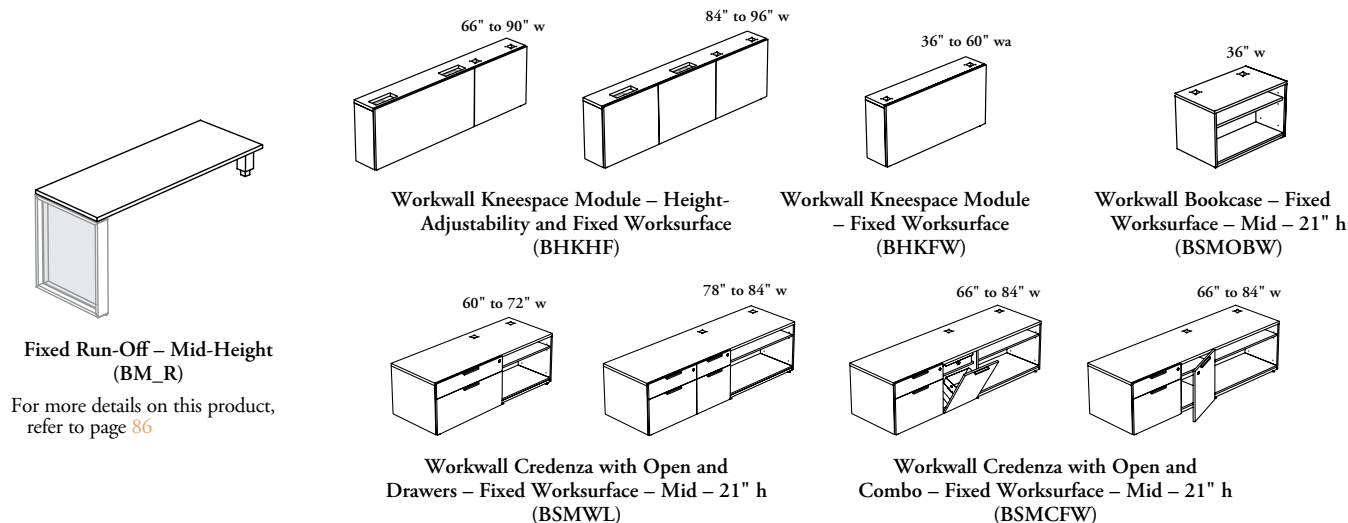 66" to 90" w
84" to 96" w
36" to 60" wa
36" w
Workwall Kneespace Module – Height-
Adjustability and Fixed Worksurface
(BHKHF)
Workwall Kneespace Module
– Fixed Worksurface
(BHKFW)
Workwall Bookcase – Fixed
Worksurface – Mid – 21" h
(BSMOBW)
Fixed Run-Off – Mid-Height
(BM_R)
For more details on this product,
refer to page 86
60" to 72" w
78" to 84" w
66" to 84" w
66" to 84" w
Workwall Credenza with Open and
Drawers – Fixed Worksurface – Mid – 21" h
(BSMWL)
Workwall Credenza with Open and
Combo – Fixed Worksurface – Mid – 21" h
(BSMCFW)